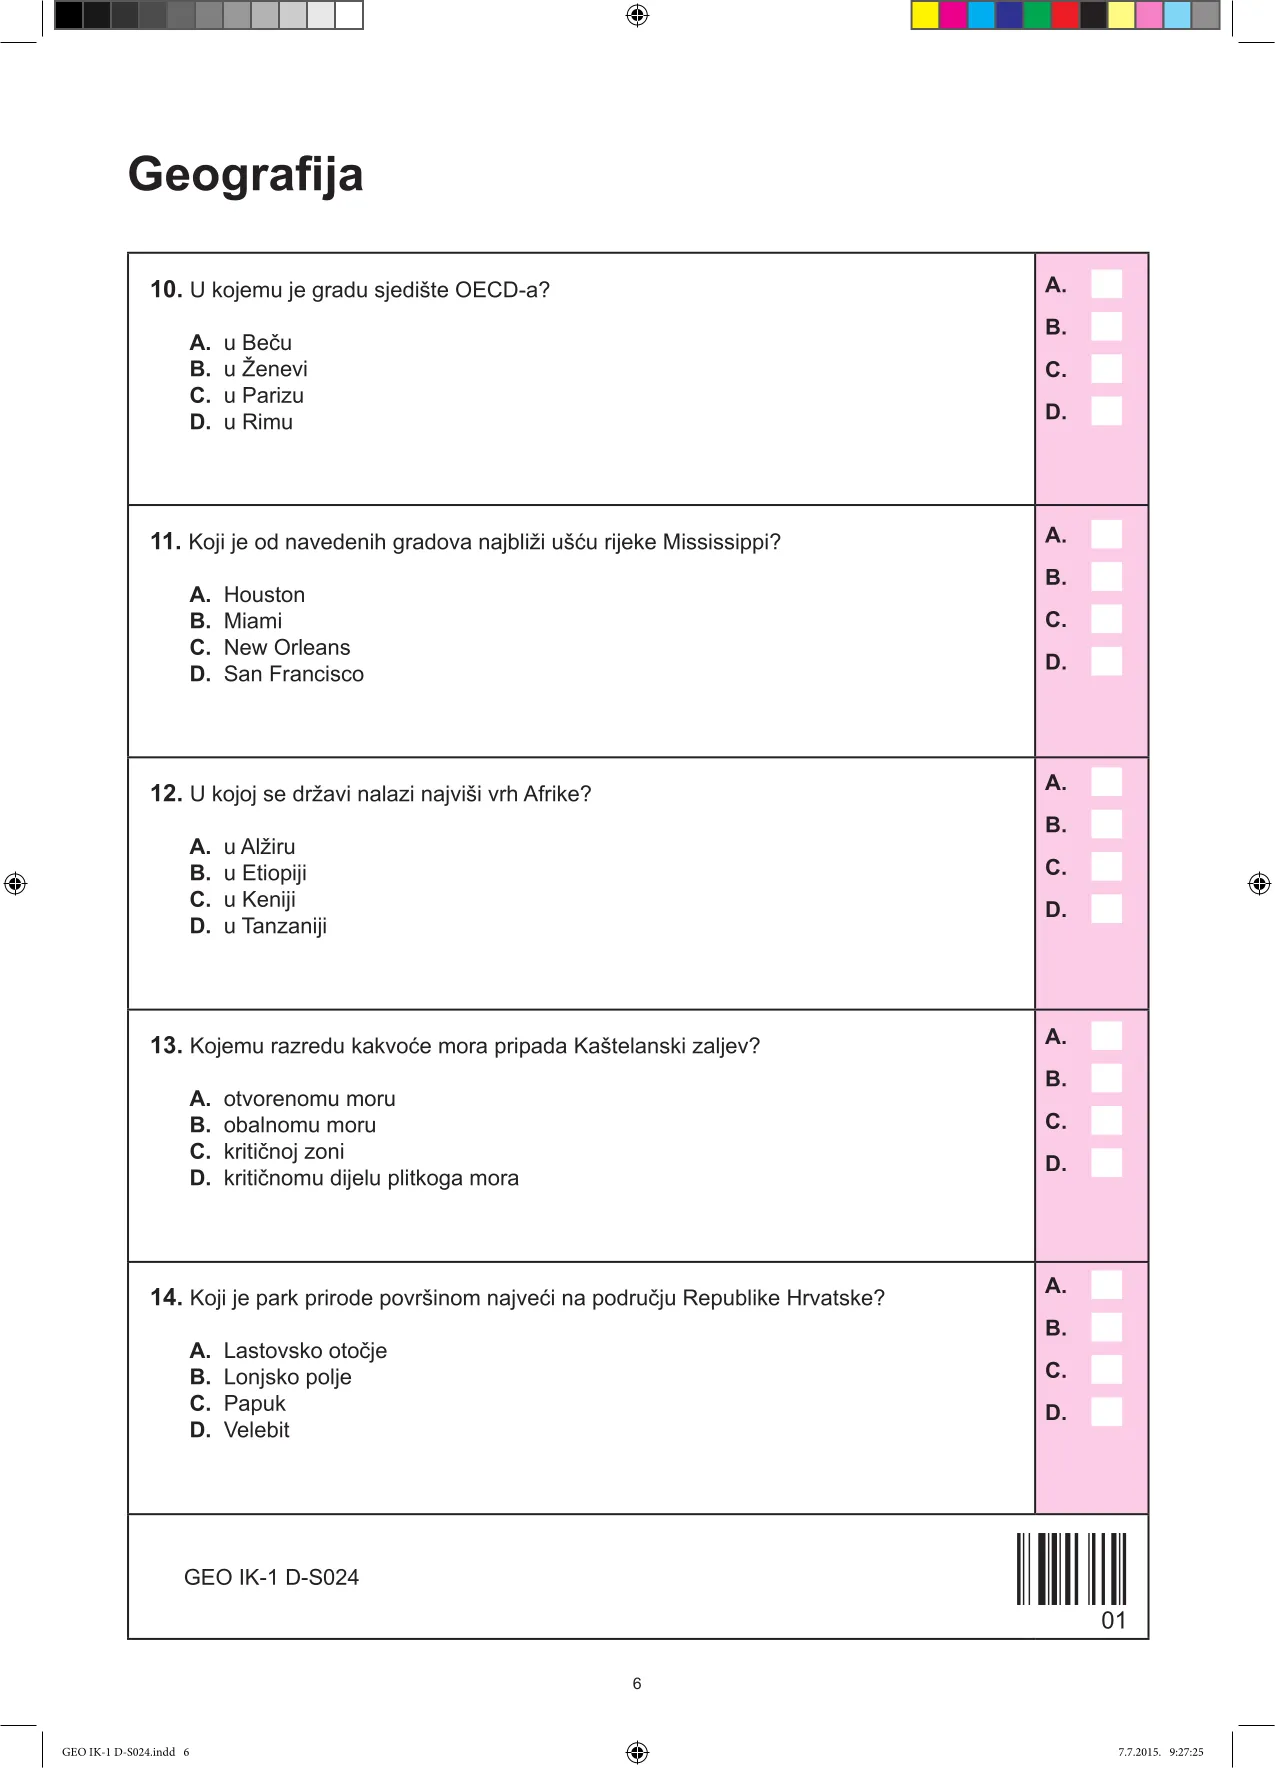 Geografija
10. U kojemu je gradu sjedište OECD-a?
A. u Beču
B. u Ženevi
C. u Parizu
D. u Rimu
A.
B.
C.
D.
11. Koji je od navedenih gradova najbliži ušću rijeke Mississippi?
A. Houston
B. Miami
C. New Orleans
D. San Francisco
A.
B.
C.
D.
12. U kojoj se državi nalazi najviši vrh Afrike?
A. u Alžiru
B. u Etiopiji
C. u Keniji
D. u Tanzaniji
A.
B.
C.
D.
13. Kojemu razredu kakvoće mora pripada Kaštelanski zaljev?
A. otvorenomu moru
B. obalnomu moru
C. kritičnoj zoni
D. kritičnomu dijelu plitkoga mora
A.
B.
C.
D.
14. Koji je park prirode površinom najveći na području Republike Hrvatske?
A. Lastovsko otočje
B. Lonjsko polje
C. Papuk
D. Velebit
A.
B.
C.
D.
GEO IK-1 D-S024
01
6
GEO IK-1 D-S024.indd 6
7.7.2015. 9:27:25